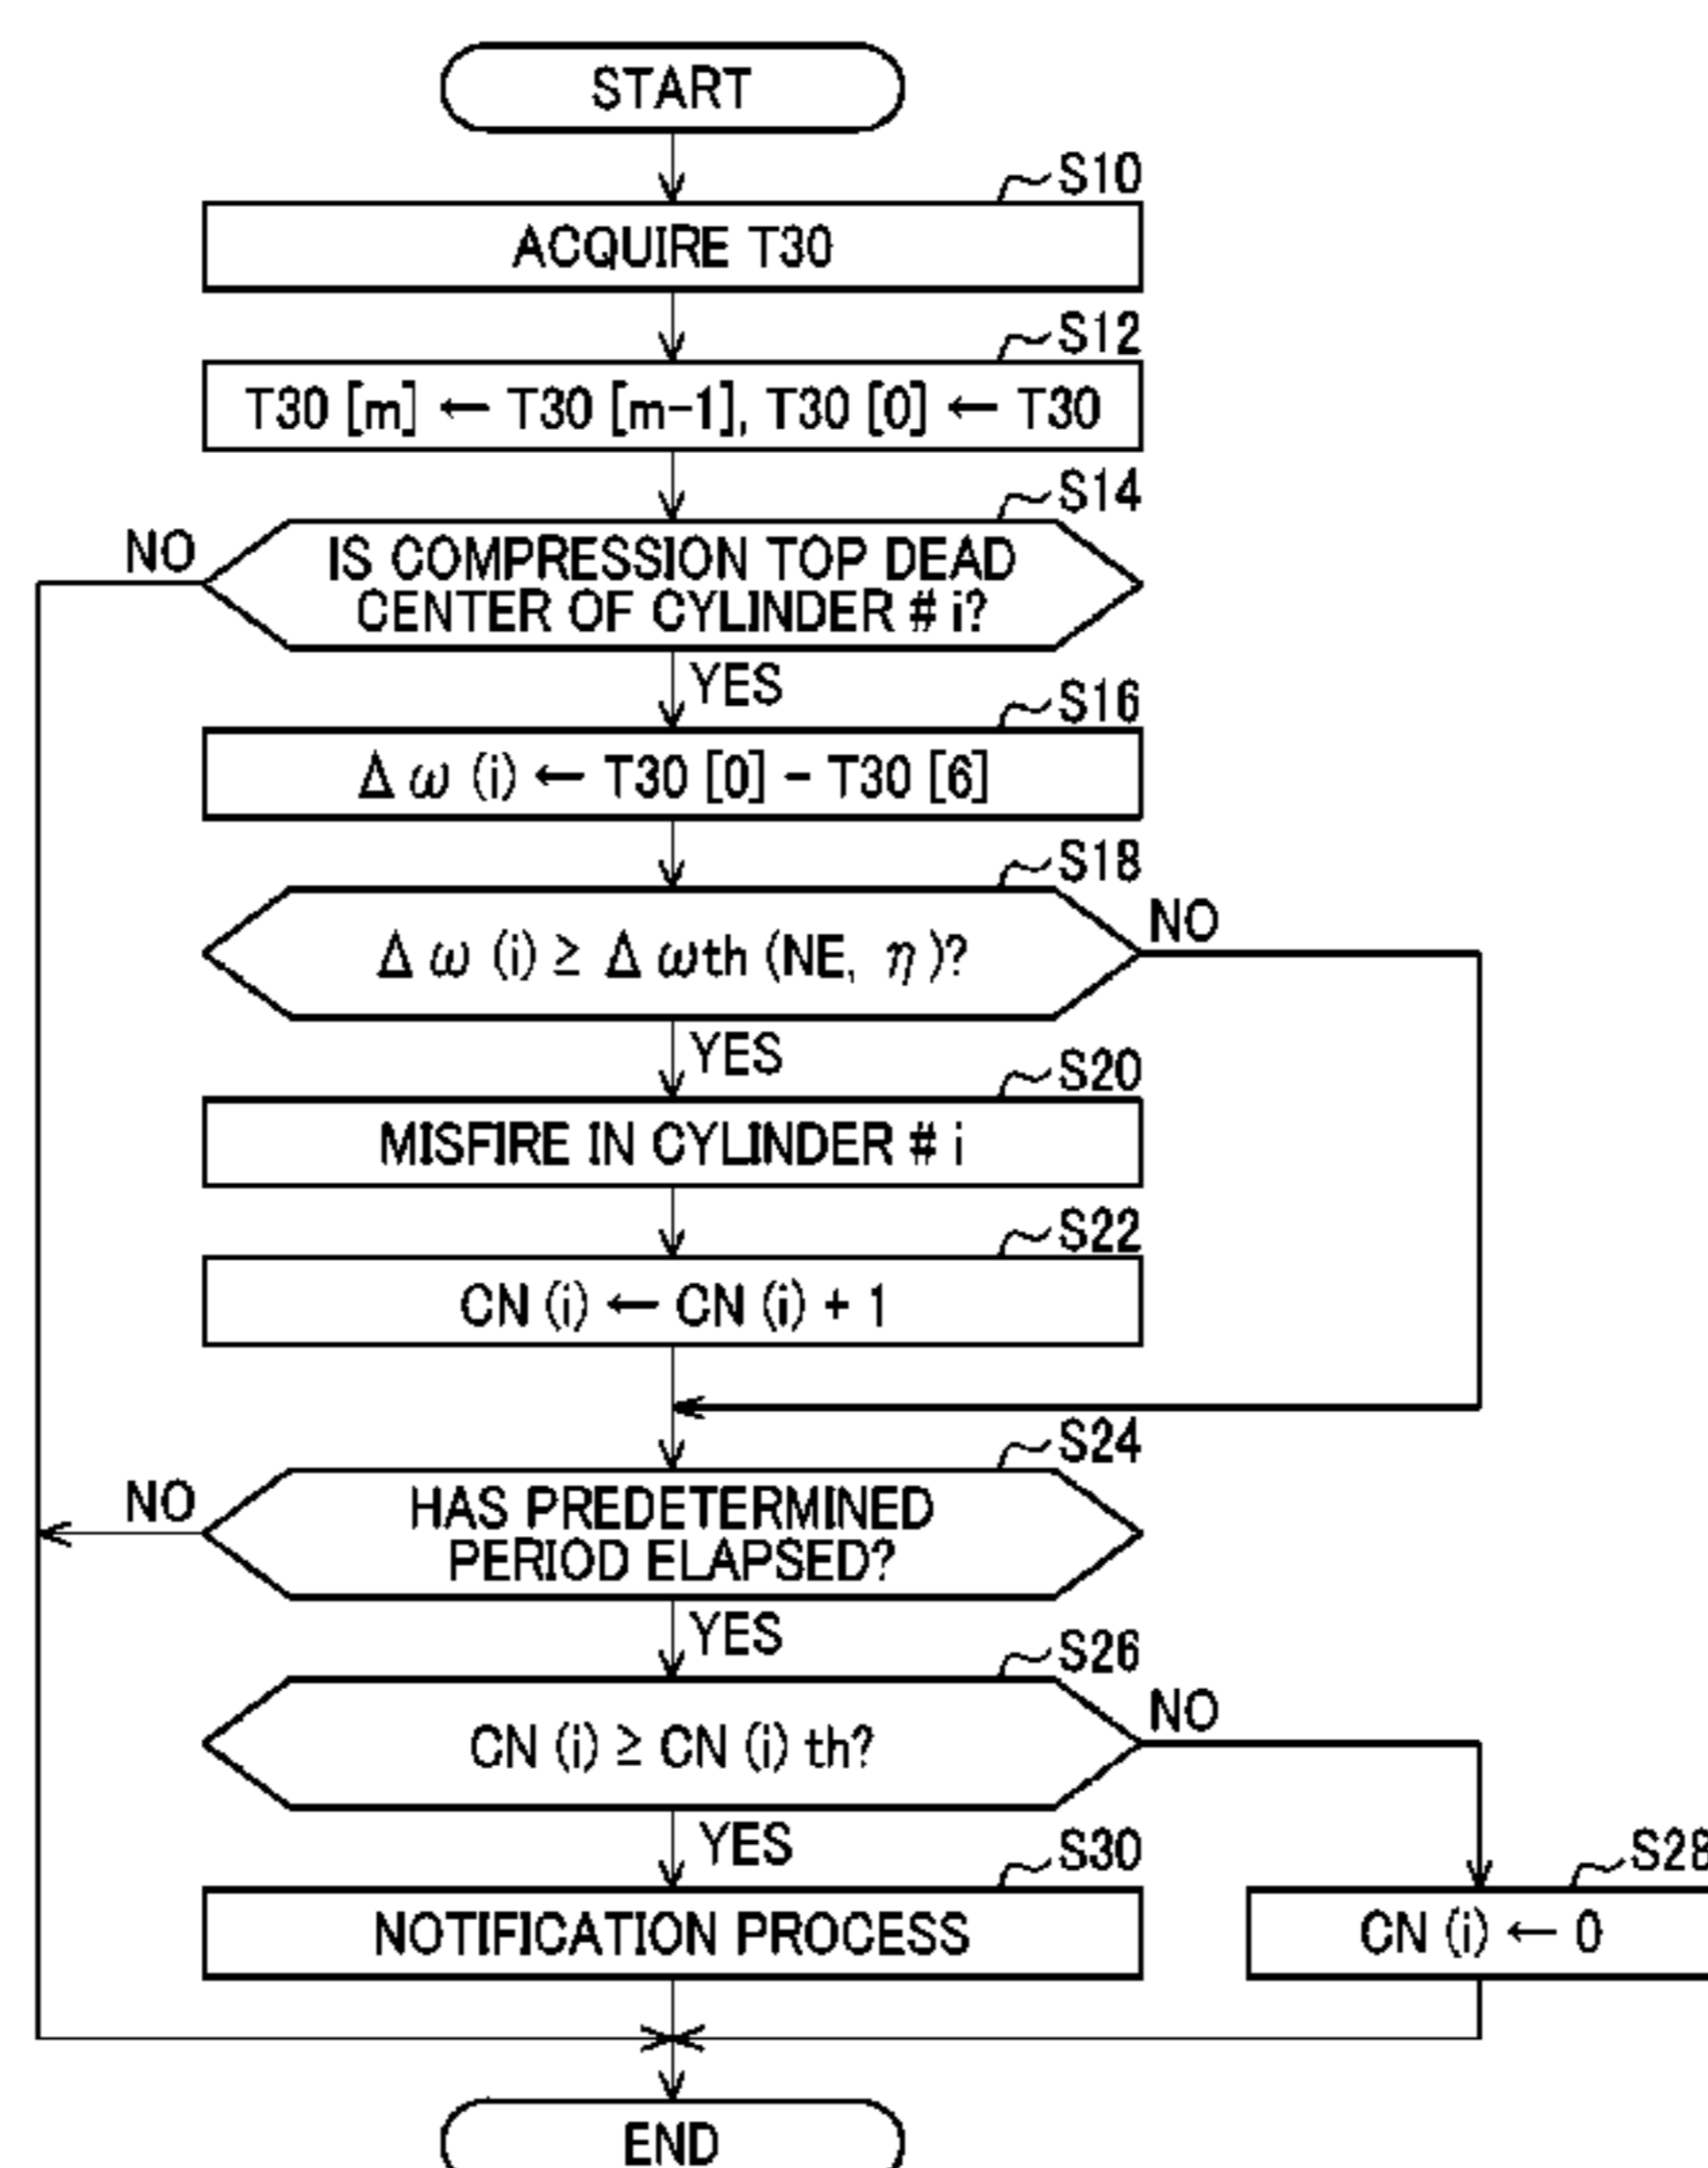 START
S10
ACQUIRE T30
S12
T30 [m] ← T30 [m-1], T30 [0] ← T30
S14
NO
IS COMPRESSION TOP DEAD
CENTER OF CYLINDER # i?
YES
S16
Δω (i) ← T30 [0] - T30 [6]
S18
NO
Δω (i) ≥ Δωth (NE, η)?
YES
S20
MISFIRE IN CYLINDER # i
S22
CN (i) ← CN (i) + 1
S24
NO
HAS PREDETERMINED
PERIOD ELAPSED?
YES
S26
NO
CN (i) ≥ CN (i) th?
YES
S30
S28
NOTIFICATION PROCESS
CN (i) ← 0
END